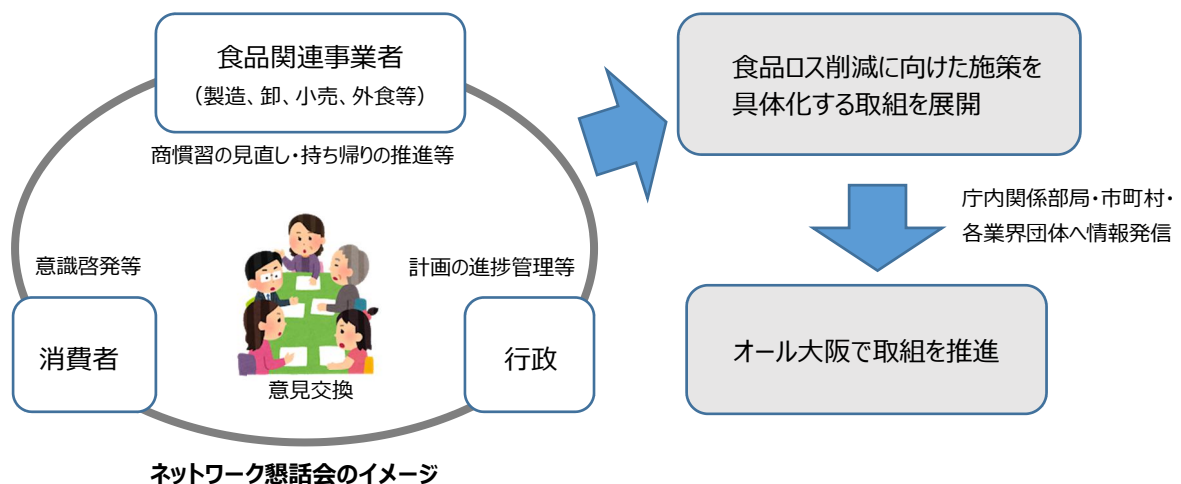 食品関連事業者
（製造、卸、小売、外食等）
商慣習の見直し・持ち帰りの推進等
意識啓発等
計画の進捗管理等
消費者
行政
意見交換
ネットワーク懇話会のイメージ
食品ロス削減に向けた施策を
具体化する取組を展開
庁内関係部局・市町村・
各業界団体へ情報発信
オール大阪で取組を推進